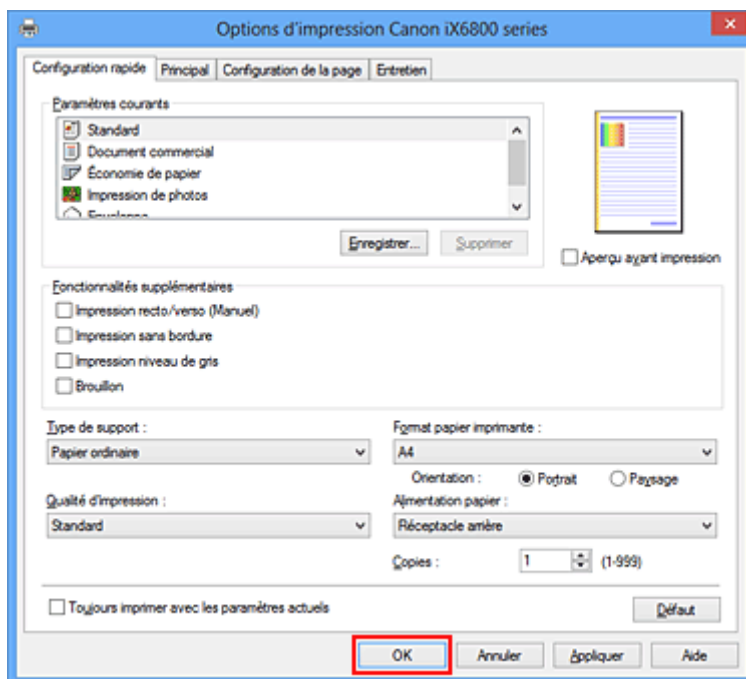 Options d'impression Canon iX6800 series
Configuration rapide Principal Configuration de la page Entretien
Paramètres courants
Standard
Document commercial
Économie de papier
Impression de photos
Enregistrer... Supprimer
Aperçu avant impression
Fonctionnalités supplémentaires
Impression recto/verso (Manuel)
Impression sans bordure
Impression niveau de gris
Brouillon
Type de support : Format papier imprimante :
Papier ordinaire A4
Orientation : Portrait Paysage
Qualité d'impression : Alimentation papier :
Standard Réceptacle arrière
Copies : 1 (1-999)
Toujours imprimer avec les paramètres actuels Défaut
OK Annuler Appliquer Aide